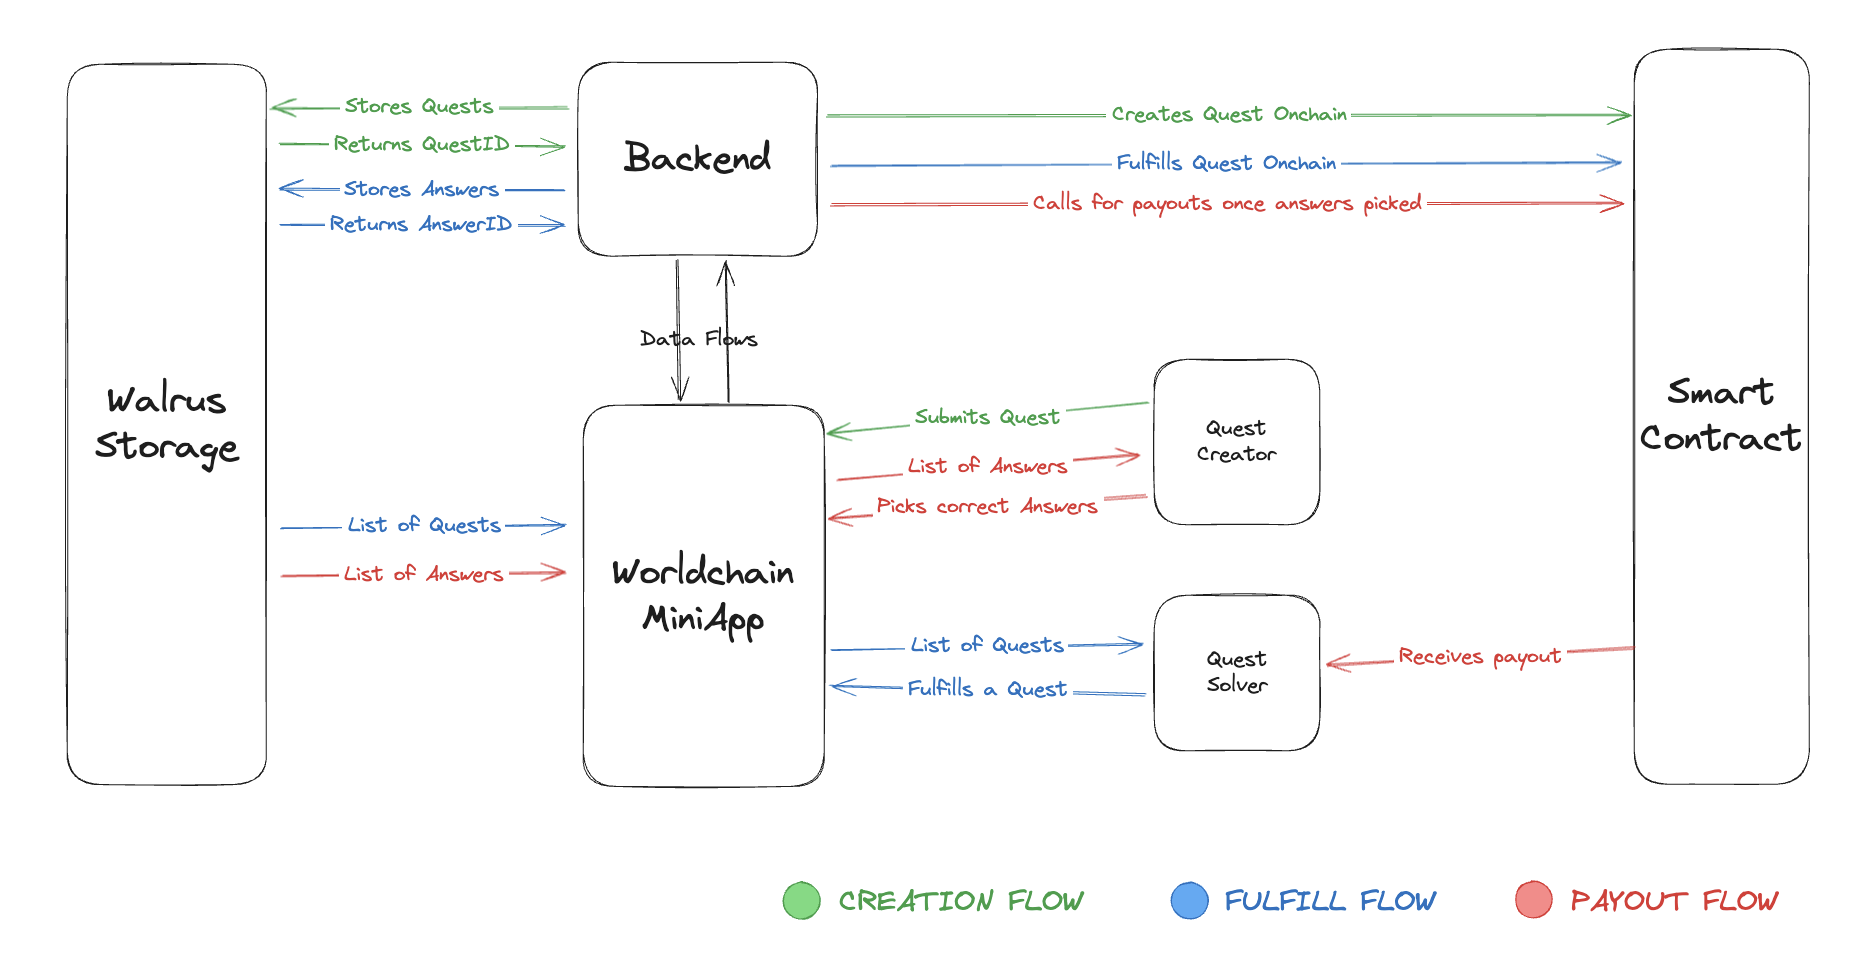 Stores Quests
Returns QuestID
Stores Answers
Returns AnswerID
Backend
Creates Quest Onchain
Fulfills Quest Onchain
Calls for payouts once answers picked
Data Flows
Walrus
Storage
Smart
Contract
Submits Quest
List of Answers
Picks correct Answers
Quest
Creator
List of Quests
List of Answers
Worldchain
MiniApp
List of Quests
Fulfills a Quest
Quest
Solver
Receives payout
CREATION FLOW
FULFILL FLOW
PAYOUT FLOW